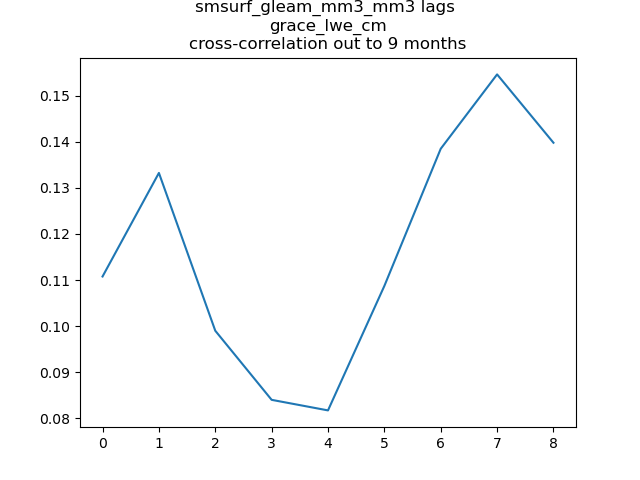 smsurf_gleam_mm3_mm3 lags
grace_lwe_cm
cross-correlation out to 9 months
0.15
0.14
0.13
0.12
0.11
0.10
0.09
0.08
0 1 2 3 4 5 6 7 8